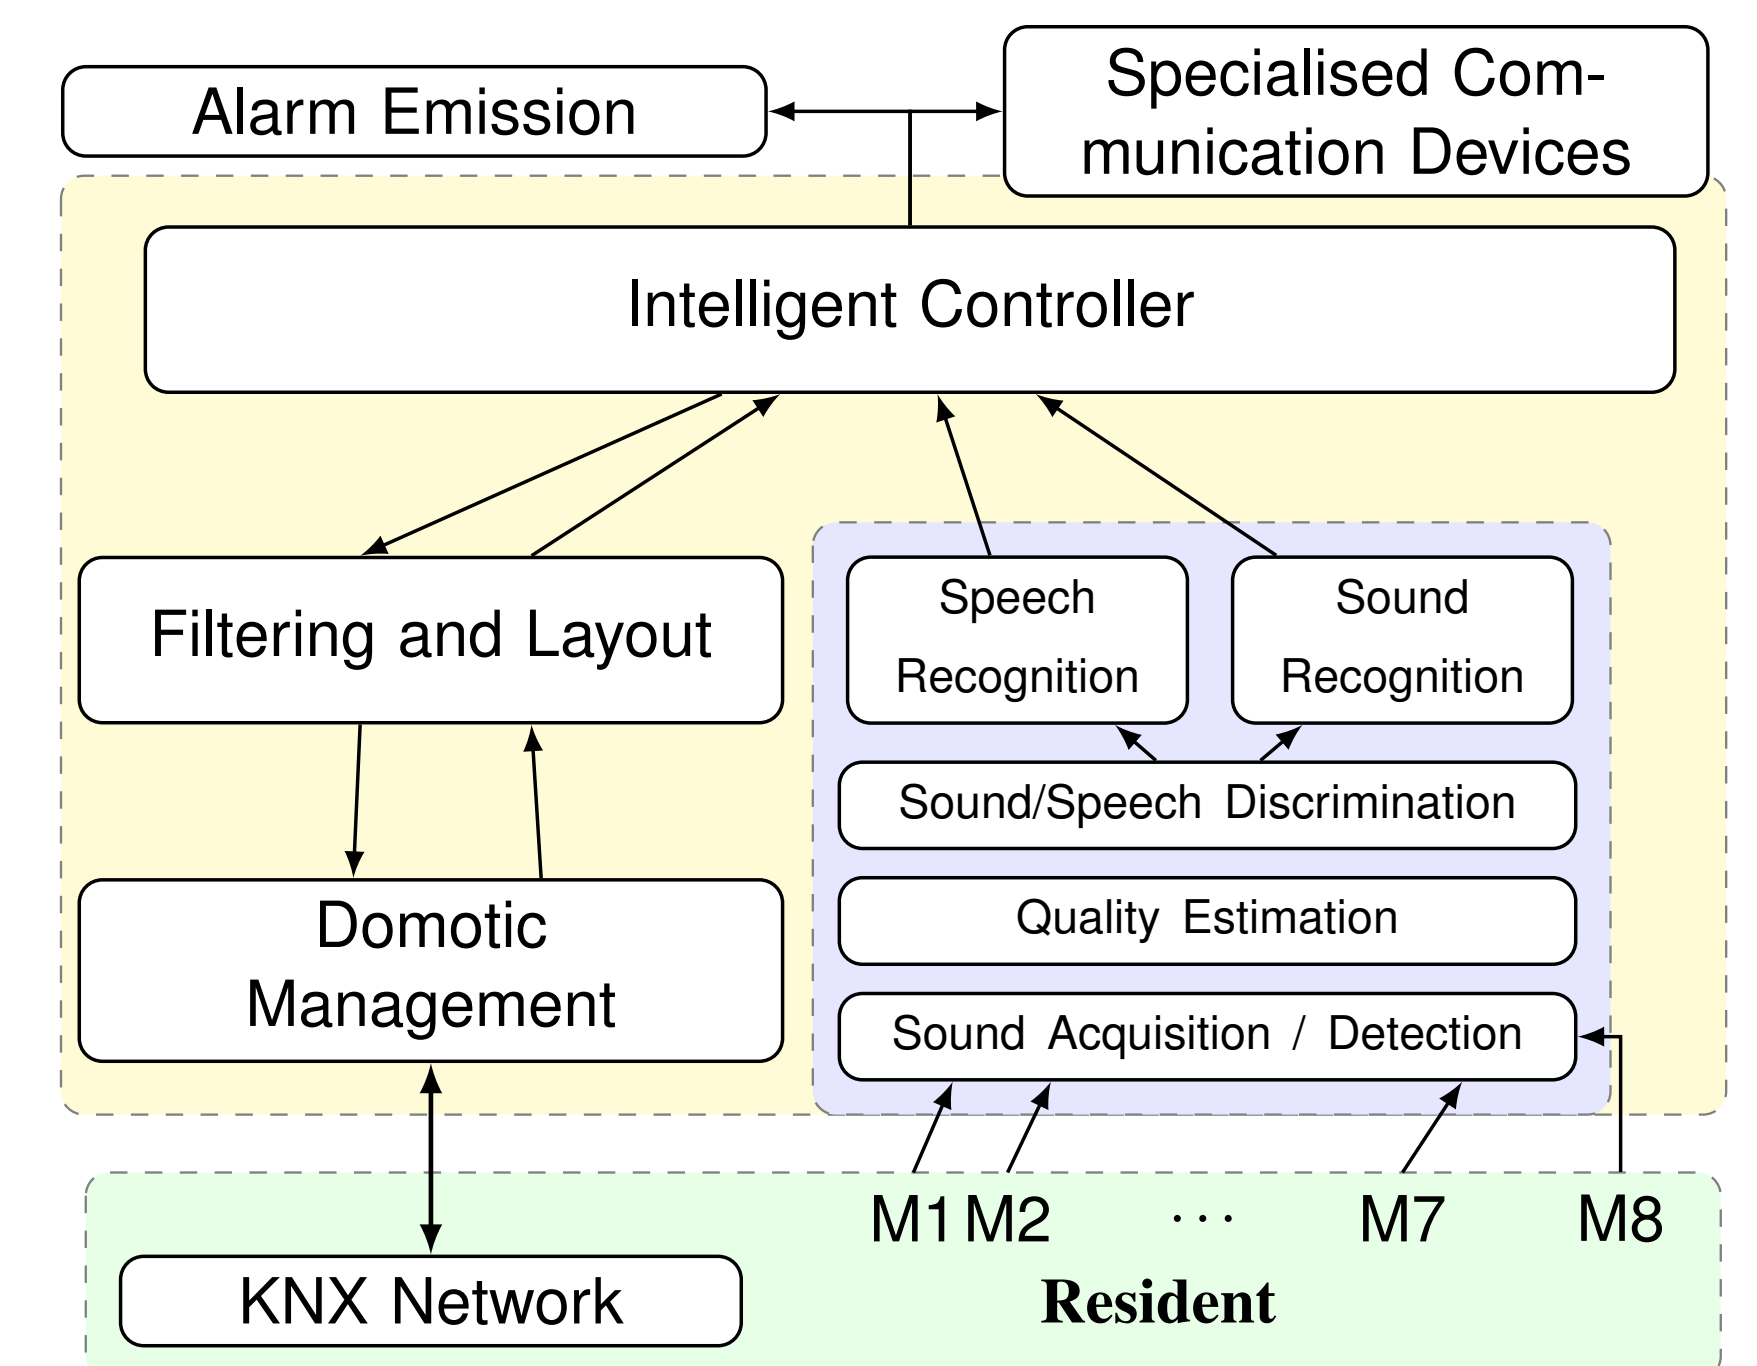 Alarm Emission
Specialised Com-
munication Devices
Intelligent Controller
Filtering and Layout
Speech
Recognition
Sound
Recognition
Sound/Speech Discrimination
Quality Estimation
Domotic
Management
Sound Acquisition / Detection
M1 M2 ··· M7 M8
KNX Network
Resident